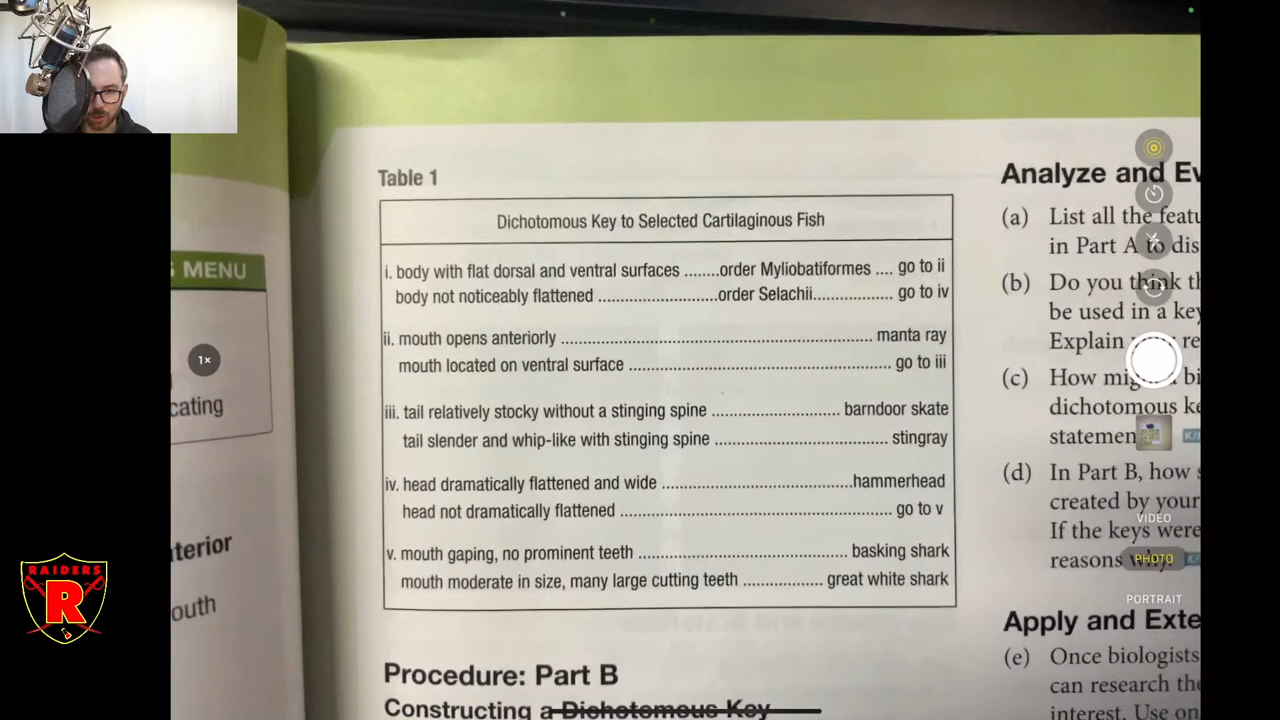 Table 1
Dichotomous Key to Selected Cartilaginous Fish
i. body with flat dorsal and ventral surfaces ........order Myliobatiformes .... go to ii
body not noticeably flattened ...........................order Selachii.................. go to iv
ii. mouth opens anteriorly ........................................................................ manta ray
mouth located on ventral surface ............................................................ go to iii
iii. tail relatively stocky without a stinging spine .............................. barndoor skate
tail slender and whip-like with stinging spine ........................................ stingray
iv. head dramatically flattened and wide ...........................................hammerhead
head not dramatically flattened .............................................................. go to v
v. mouth gaping, no prominent teeth ................................................ basking shark
mouth moderate in size, many large cutting teeth .................. great white shark
Procedure: Part B
Constructing a Dichotomous Key
MENU
cating
terior
outh
Analyze and Ev
(a) List all the featu
in Part A to dis
(b) Do you think th
be used in a key
Explain re
(c) How mig bi
dichotomous ke
statemen
(d) In Part B, how s
created by your
If the keys were
reasons why
Apply and Exte
(e) Once biologists
can research the
interest. Use on
1×
VIDEO
PHOTO
PORTRAIT
RAIDERS
R